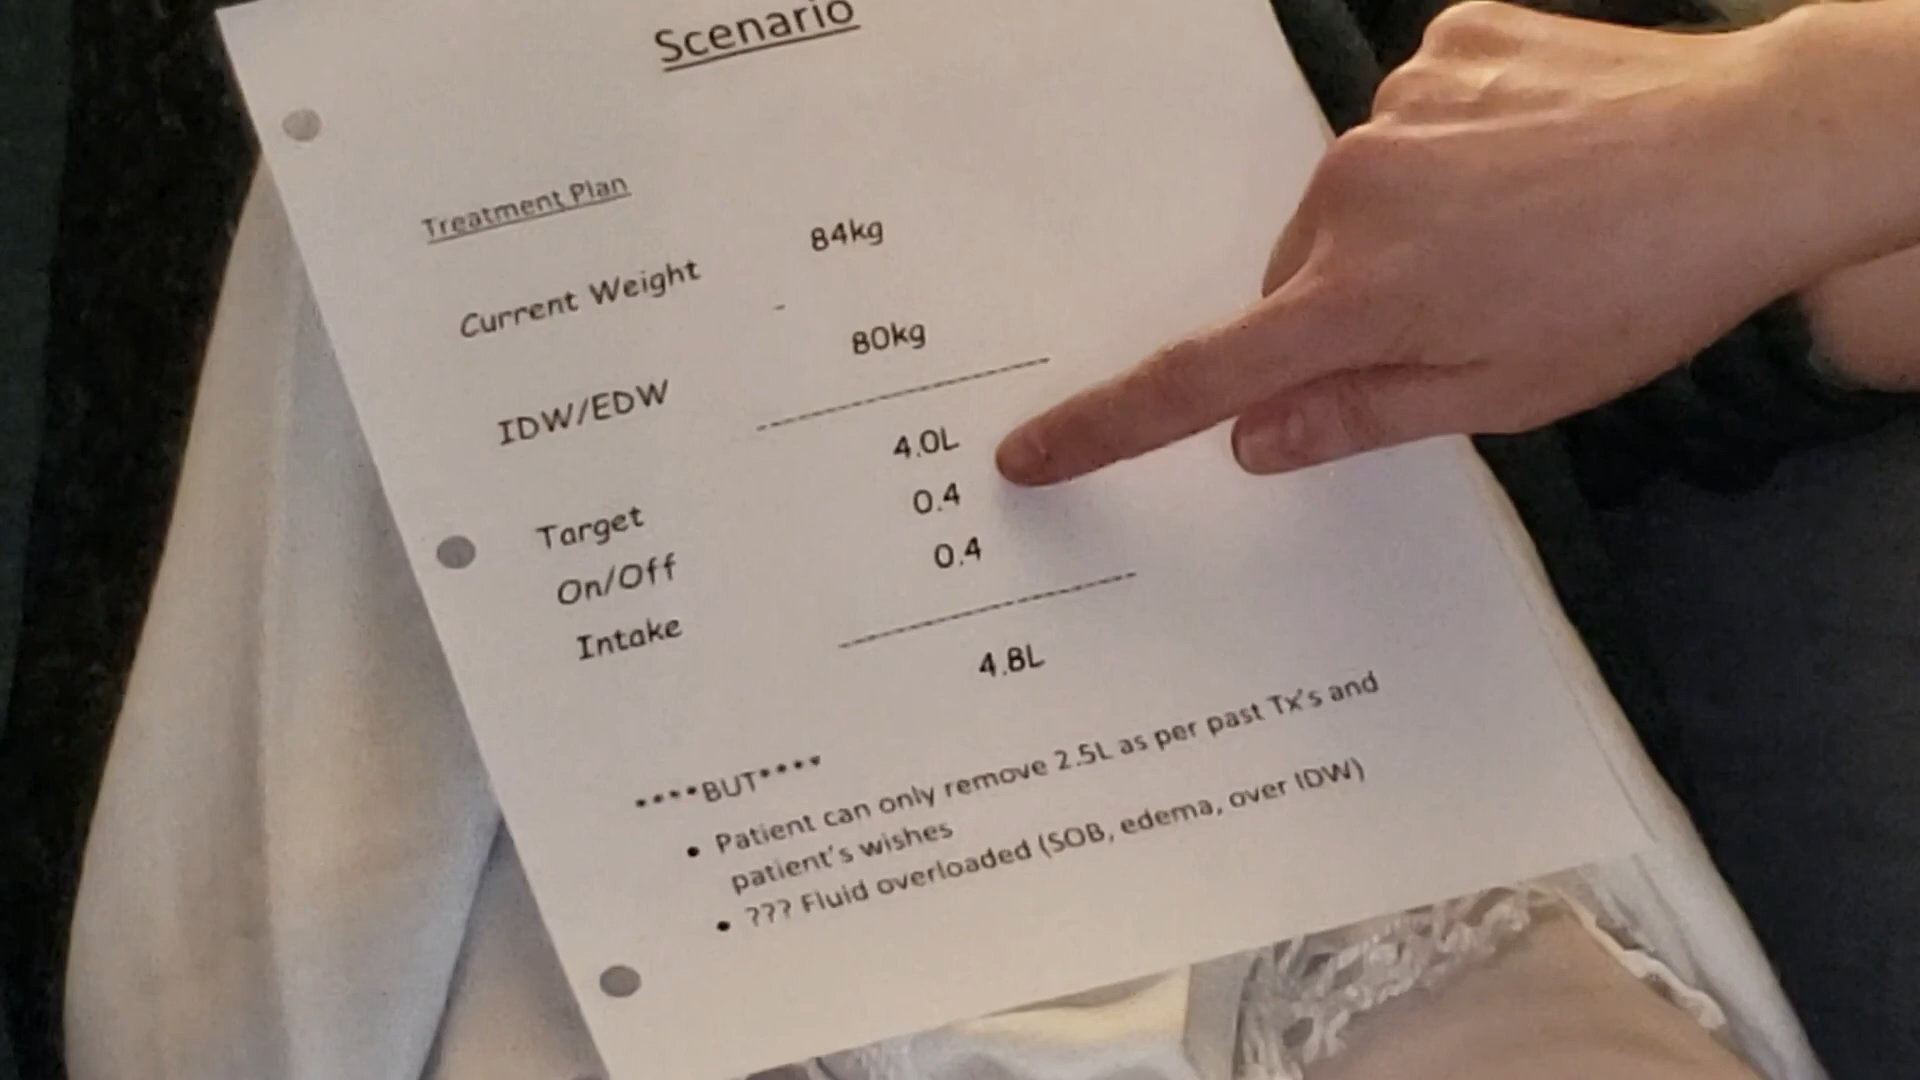 Scenario
Treatment Plan
Current Weight 84kg
-
IDW/EDW 80kg
--------------------
Target 4.0L
On/Off 0.4
Intake 0.4
--------------------
4.8L
****BUT****
• Patient can only remove 2.5L as per past Tx's and
patient's wishes
• ??? Fluid overloaded (SOB, edema, over IDW)